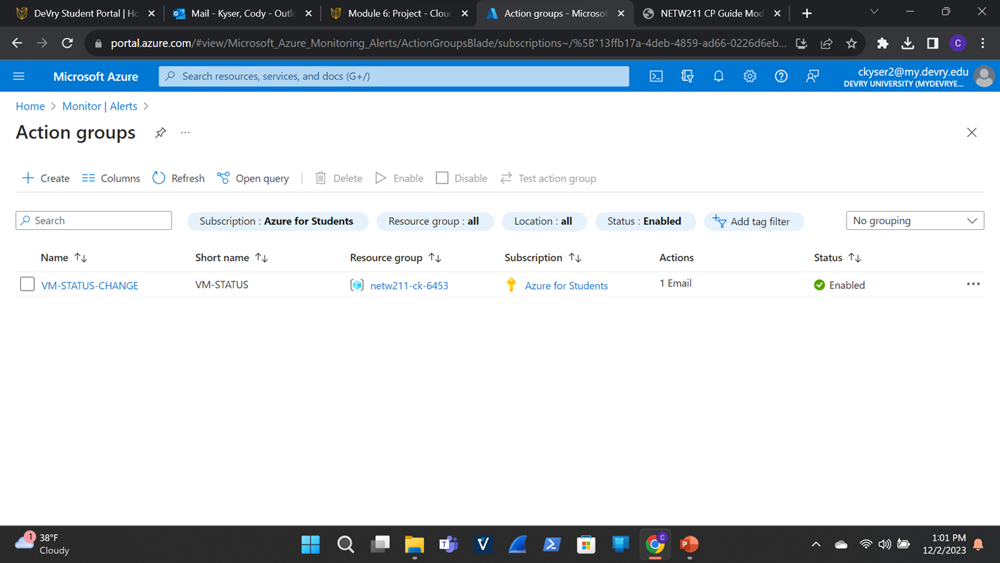 DeVry Student Portal | Ho
Mail - Kyser, Cody - Outlo
Module 6: Project - Clou
Action groups - Microsof
NETW211 CP Guide Mod
portal.azure.com/#view/Microsoft_Azure_Monitoring_Alerts/ActionGroupsBlade/subscriptions~/%5B"13ffb17a-4deb-4859-ad66-0226d6eb...
C
Microsoft Azure
Search resources, services, and docs (G+/)
ckyser2@my.devry.edu
DEVRY UNIVERSITY (MYDEVRYE...
Home > Monitor | Alerts >
Action groups
...
Create
Columns
Refresh
Open query
Delete
Enable
Disable
Test action group
Search
Subscription : Azure for Students
Resource group : all
Location : all
Status : Enabled
Add tag filter
No grouping
Name
Short name
Resource group
Subscription
Actions
Status
VM-STATUS-CHANGE
VM-STATUS
netw211-ck-6453
Azure for Students
1 Email
Enabled
...
1
38°F
Cloudy
C
1:01 PM
12/2/2023